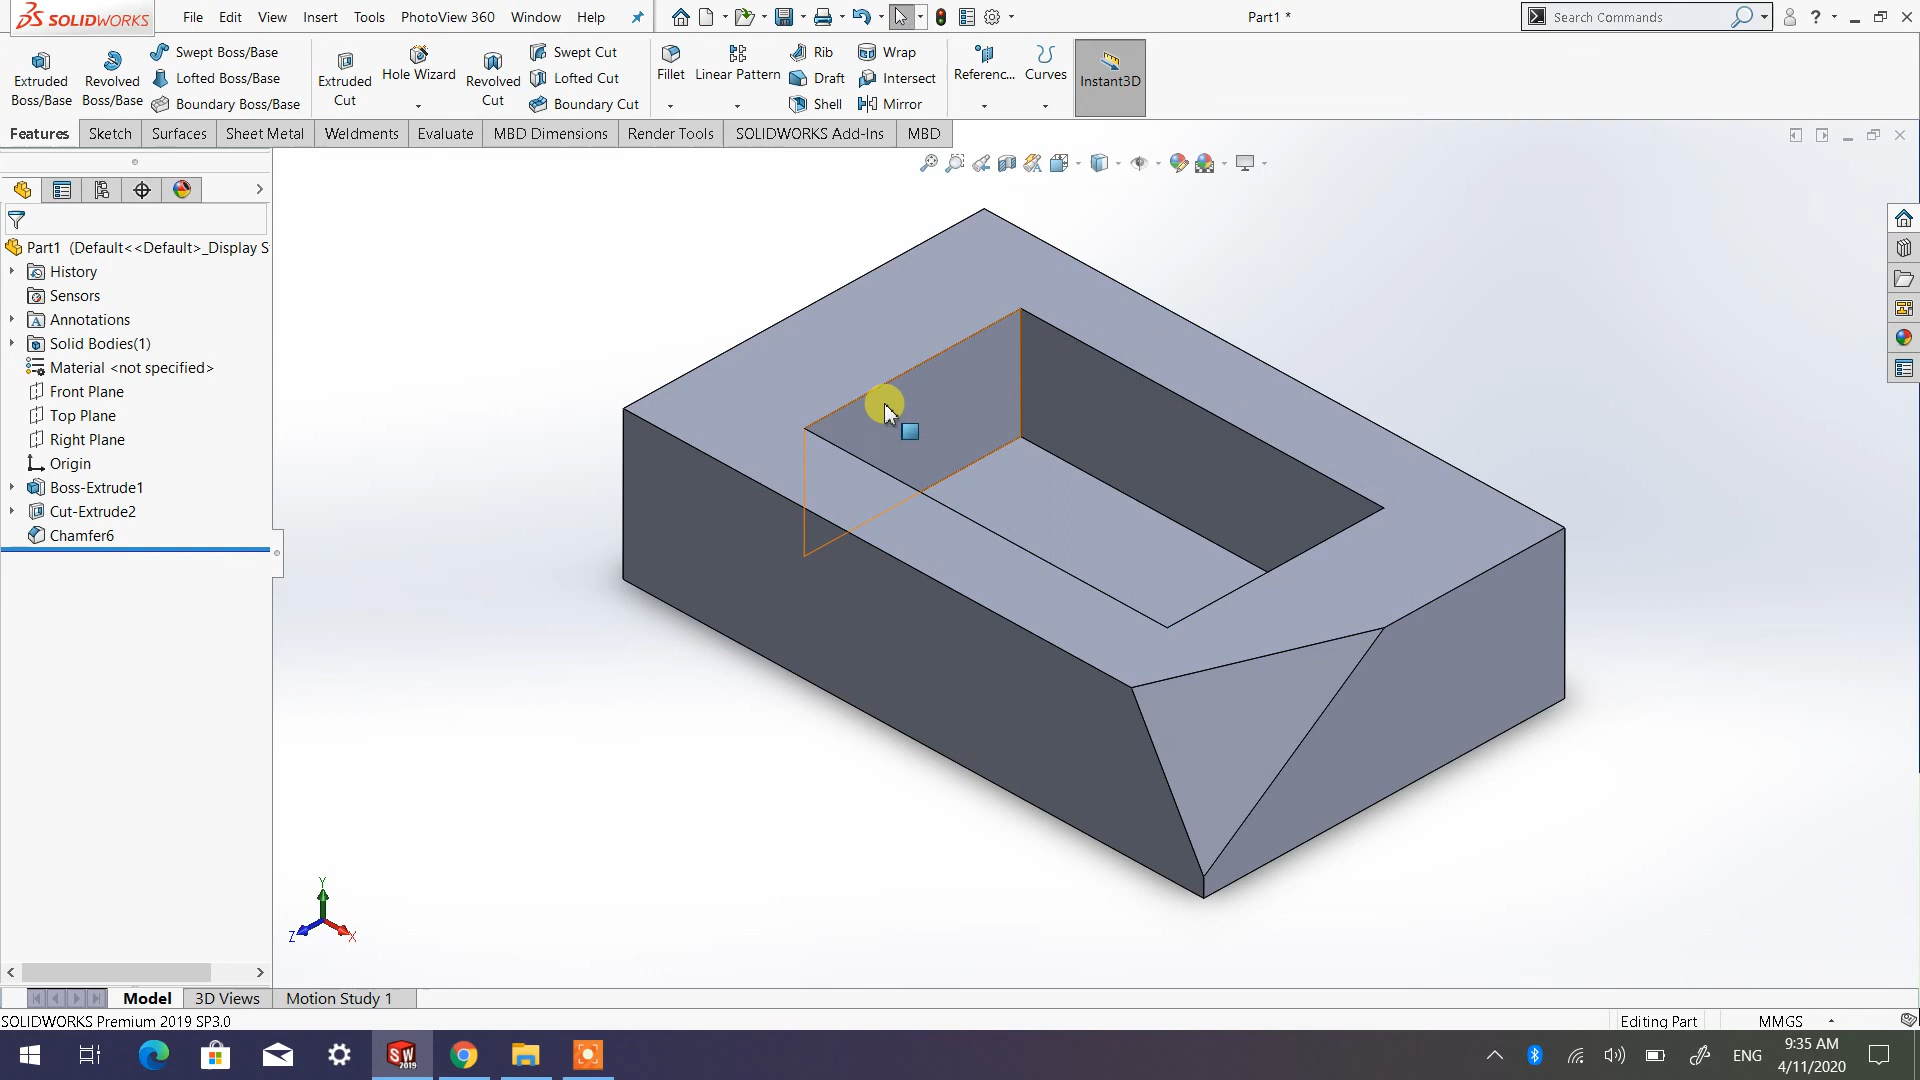 SOLIDWORKS File Edit View Insert Tools PhotoView 360 Window Help Part1 * Search Commands ?
Extruded Boss/Base
Revolved Boss/Base
Swept Boss/Base
Lofted Boss/Base
Boundary Boss/Base
Extruded Cut
Hole Wizard
Revolved Cut
Swept Cut
Lofted Cut
Boundary Cut
Fillet
Linear Pattern
Rib
Draft
Shell
Wrap
Intersect
Mirror
Referenc...
Curves
Instant3D
Features Sketch Surfaces Sheet Metal Weldments Evaluate MBD Dimensions Render Tools SOLIDWORKS Add-Ins MBD
Part1 (Default<<Default>_Display S
History
Sensors
Annotations
Solid Bodies(1)
Material <not specified>
Front Plane
Top Plane
Right Plane
Origin
Boss-Extrude1
Cut-Extrude2
Chamfer6
Y
Z
X
Model 3D Views Motion Study 1
SOLIDWORKS Premium 2019 SP3.0 Editing Part MMGS
SW 2019
ENG
9:35 AM
4/11/2020